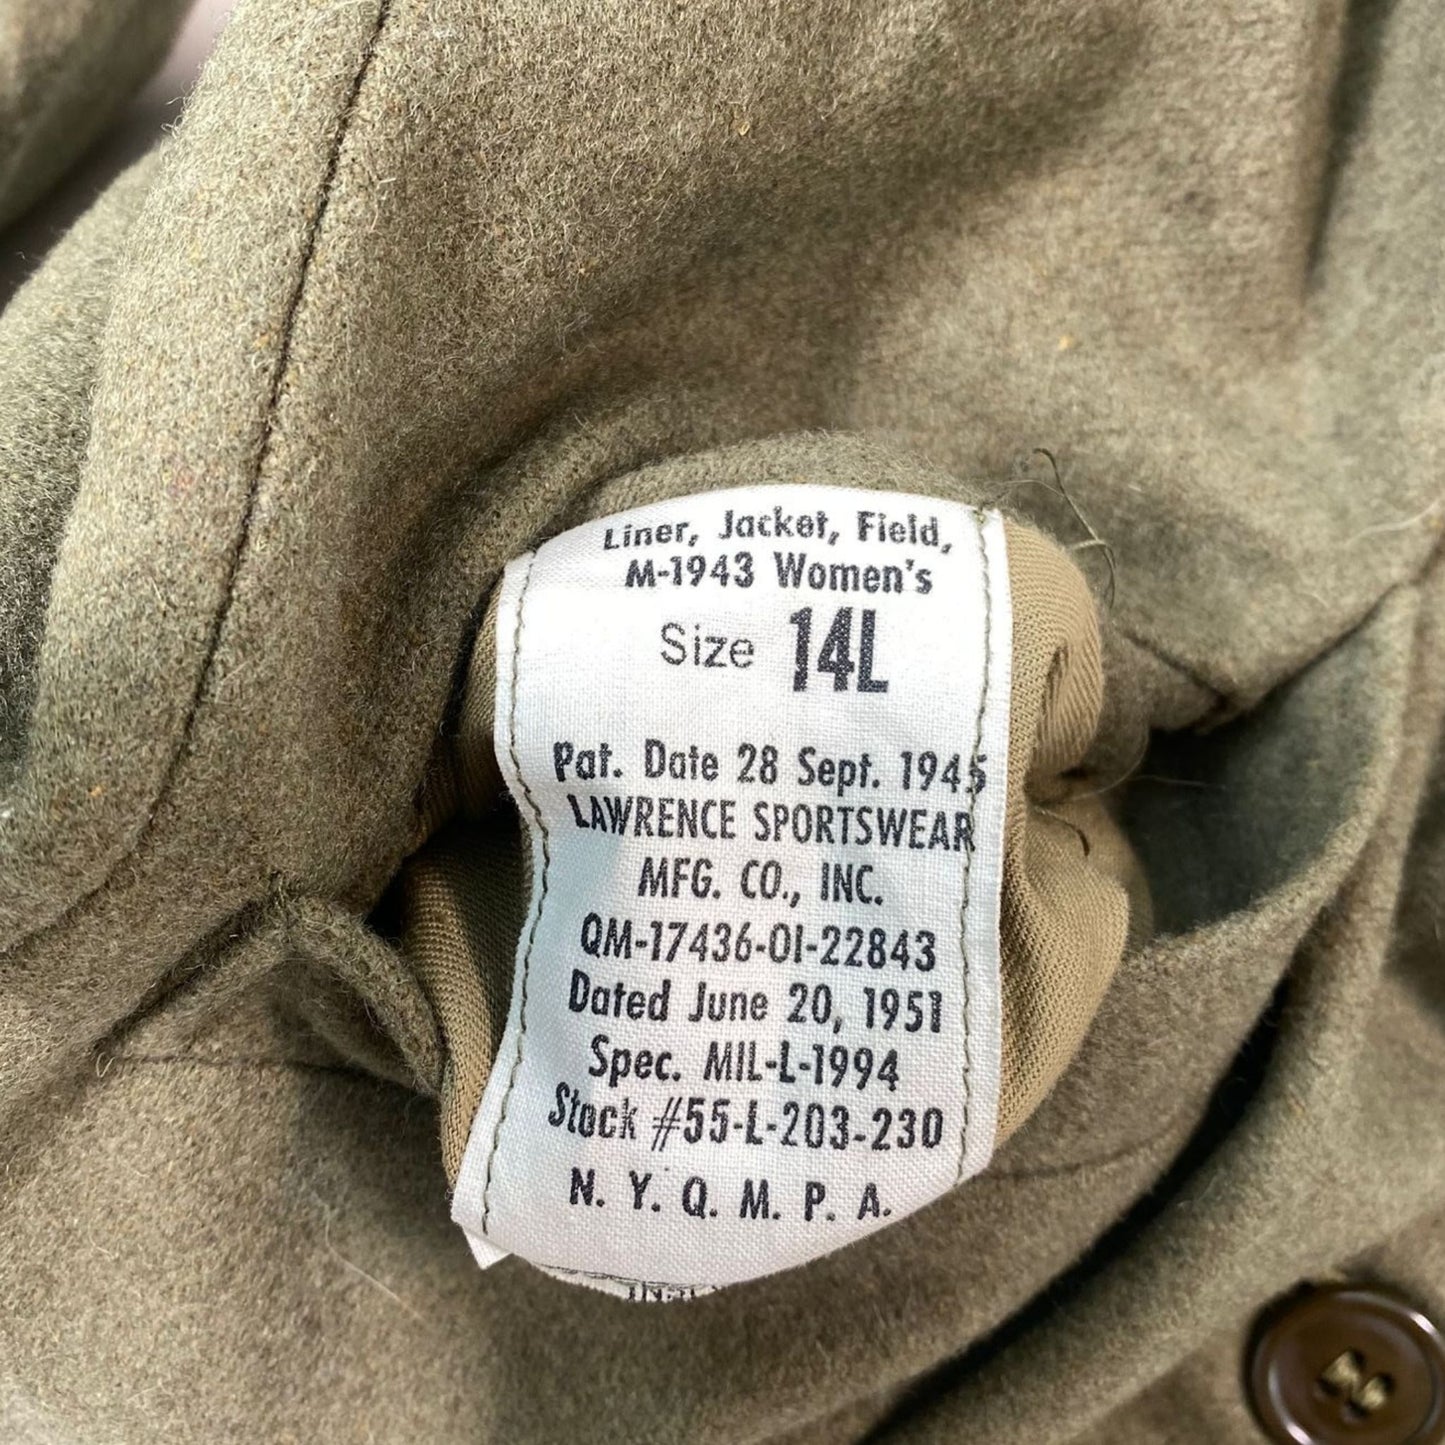 Liner, Jacket, Field,
M-1943 Women's
Size 14L
Pat. Date 28 Sept. 1945
LAWRENCE SPORTSWEAR
MFG. CO., INC.
QM-17436-OI-22843
Dated June 20, 1951
Spec. MIL-L-1994
Stock #55-L-203-230
N. Y. Q. M. P. A.